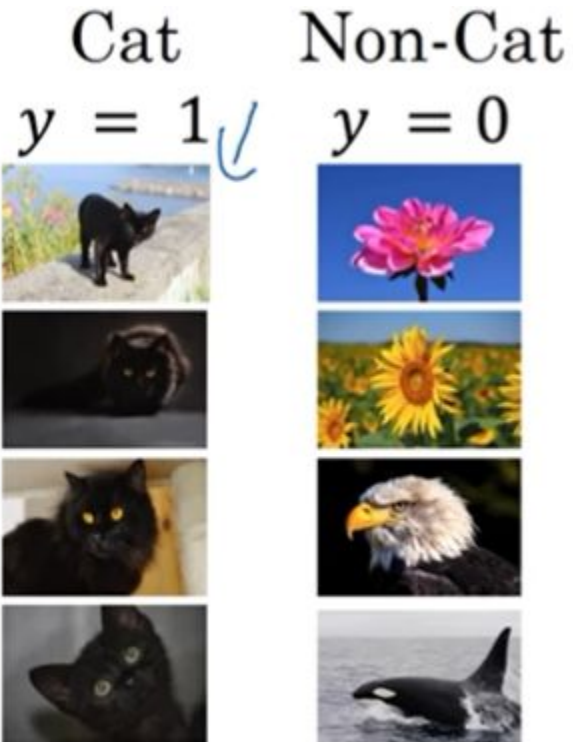 Cat Non-Cat
y = 1 y = 0